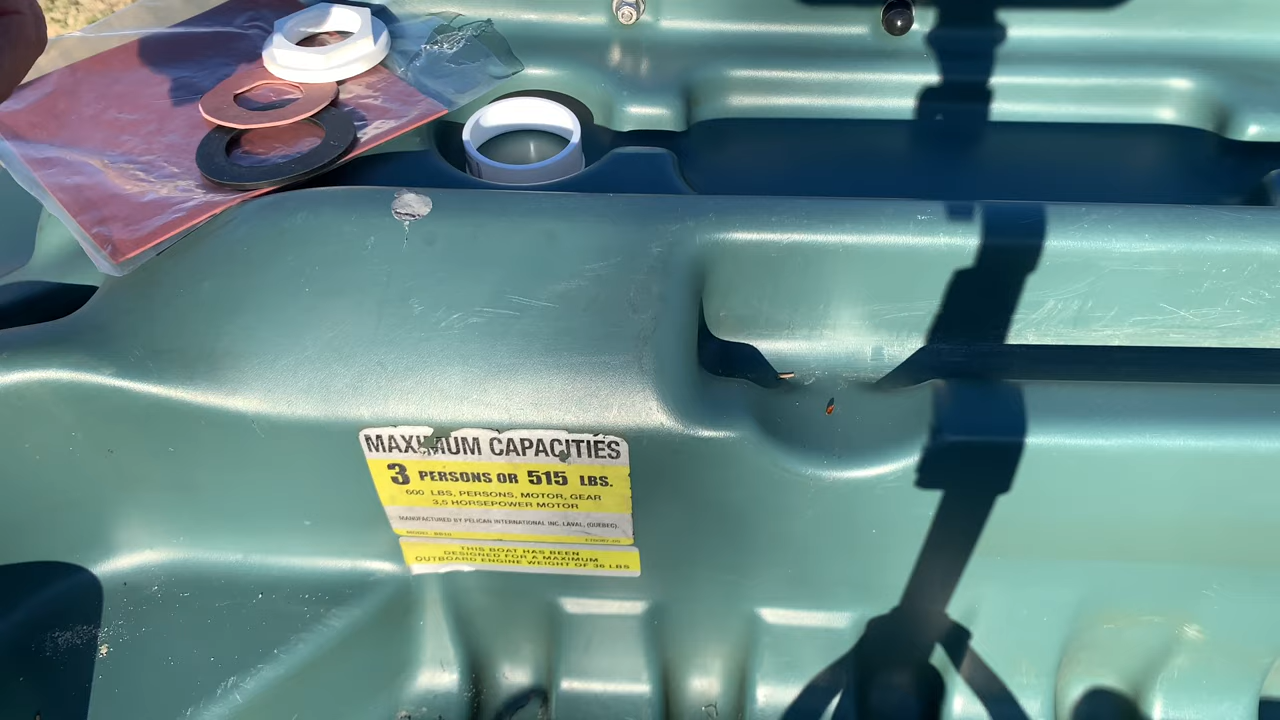 MAXIMUM CAPACITIES
3 PERSONS OR 515 LBS.
600 LBS, PERSONS, MOTOR, GEAR
3,5 HORSEPOWER MOTOR
MANUFACTURED BY PELICAN INTERNATIONAL INC. LAVAL, (QUEBEC).
THIS BOAT HAS BEEN
DESIGNED FOR A MAXIMUM
OUTBOARD ENGINE WEIGHT OF 36 LBS